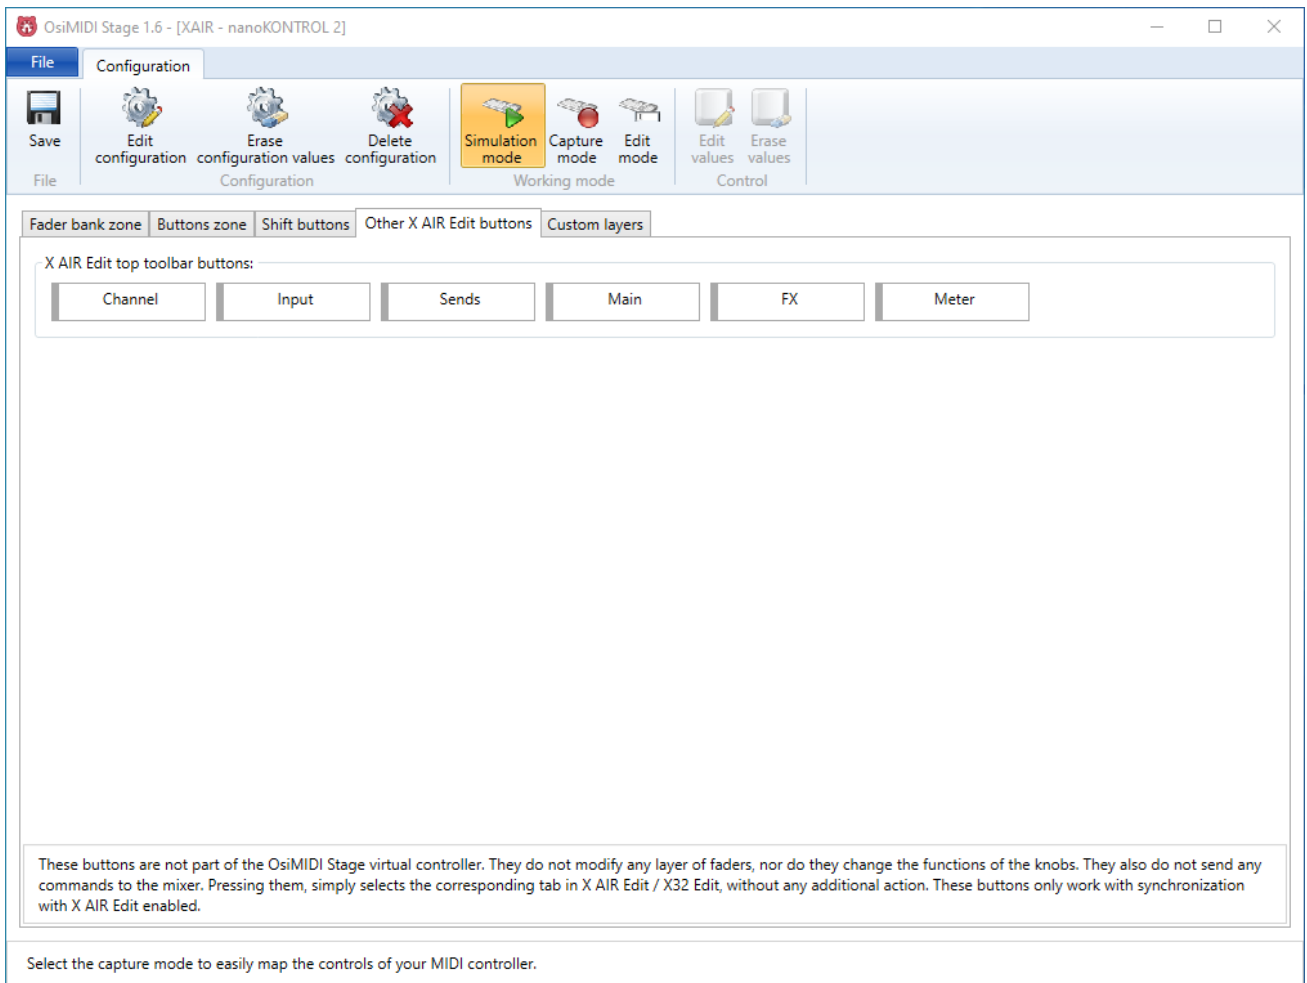 OsiMIDI Stage 1.6 - [XAIR - nanoKONTROL 2]
File
Configuration
Save
Edit configuration
Erase configuration values
Delete configuration
Simulation mode
Capture mode
Edit mode
Edit values
Erase values
File
Configuration
Working mode
Control
Fader bank zone
Buttons zone
Shift buttons
Other X AIR Edit buttons
Custom layers
X AIR Edit top toolbar buttons:
Channel
Input
Sends
Main
FX
Meter
These buttons are not part of the OsiMIDI Stage virtual controller. They do not modify any layer of faders, nor do they change the functions of the knobs. They also do not send any
commands to the mixer. Pressing them, simply selects the corresponding tab in X AIR Edit / X32 Edit, without any additional action. These buttons only work with synchronization
with X AIR Edit enabled.
Select the capture mode to easily map the controls of your MIDI controller.